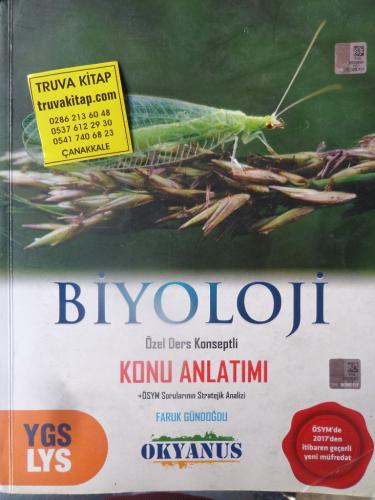 TRUVA KİTAP
truvakitap.com
0286 213 60 48
0537 612 29 30
0541 740 68 23
ÇANAKKALE
BİYOLOJİ
Özel Ders Konseptli
KONU ANLATIMI
+ÖSYM Sorularının Stratejik Analizi
FARUK GÜNDOĞDU
YGS
LYS
OKYANUS
ÖSYM'de
2017'den
itibaren geçerli
yeni müfredat